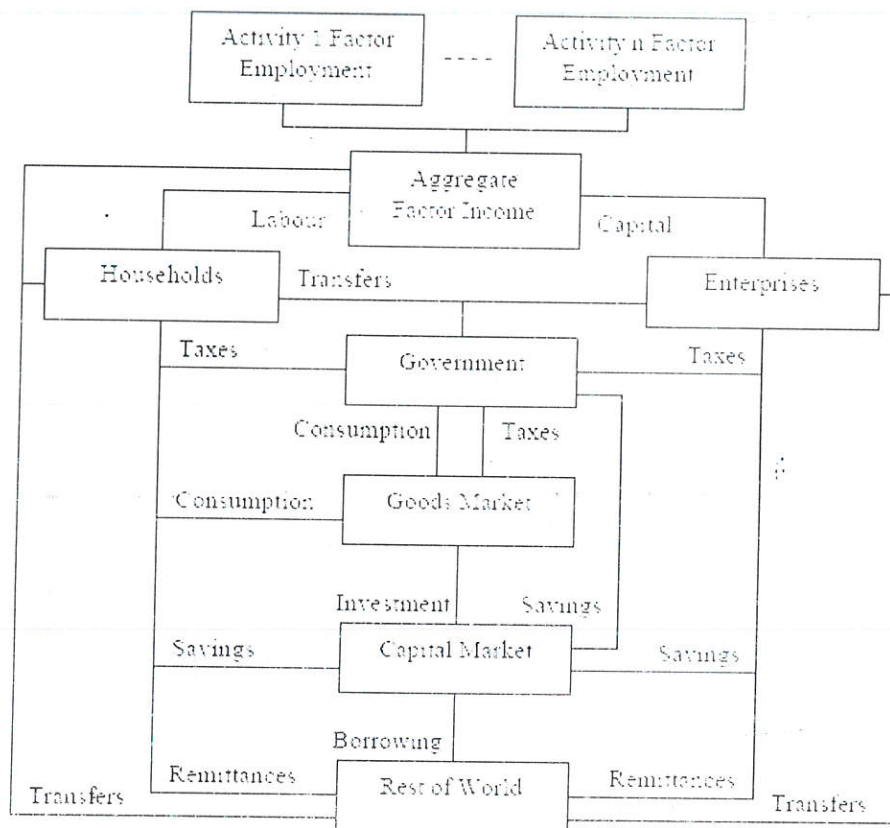 Activity 1 Factor
Employment
Activity n Factor
Employment
Aggregate
Factor Income
Labour
Capital
Households
Transfers
Enterprises
Taxes
Government
Taxes
Consumption
Taxes
Consumption
Goods Market
Investment
Savings
Savings
Capital Market
Savings
Borrowing
Remittances
Rest of World
Remittances
Transfers
Transfers